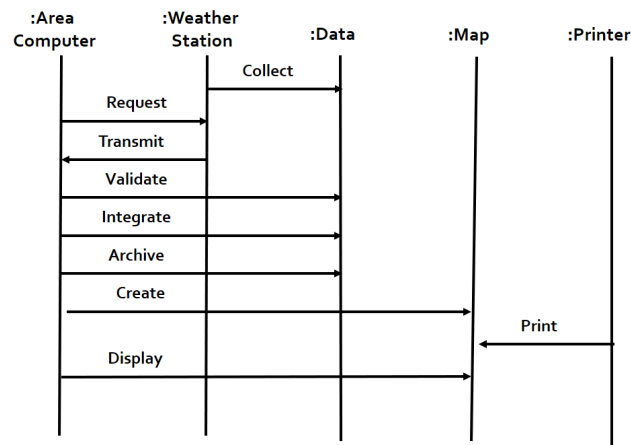 :Area
Computer
:Weather
Station
:Data
:Map
:Printer
Collect
Request
Transmit
Validate
Integrate
Archive
Create
Print
Display